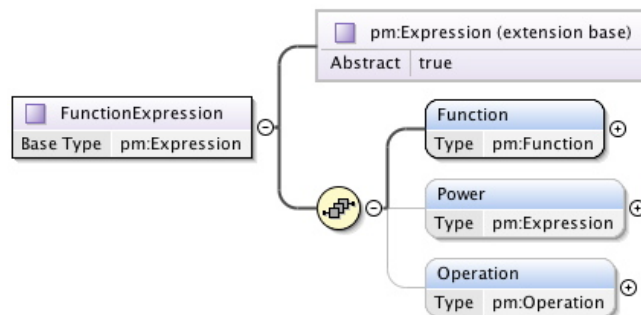 pm:Expression (extension base)
Abstract true
FunctionExpression
Base Type pm:Expression
Function
Type pm:Function
Power
Type pm:Expression
Operation
Type pm:Operation